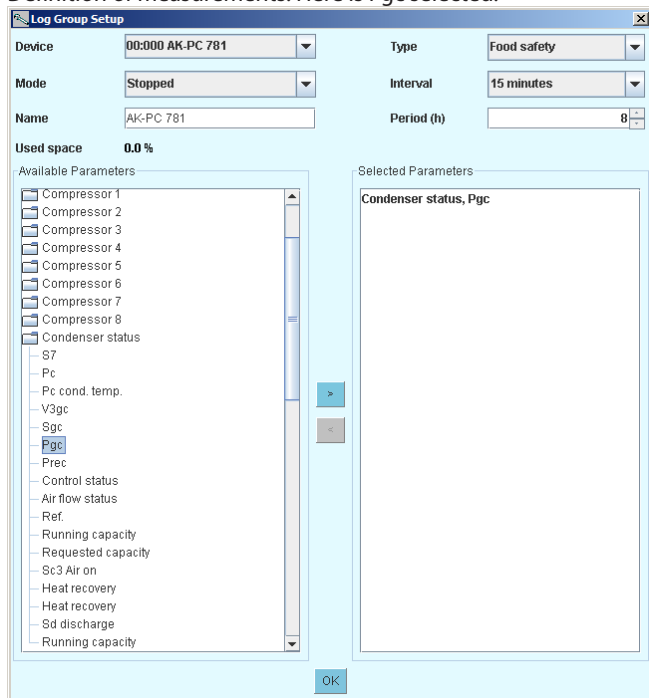 Definition of measurements. Here is Pgc selected.
Log Group Setup
Device 00:000 AK-PC 781 Type Food safety
Mode Stopped Interval 15 minutes
Name AK-PC 781 Period (h) 8
Used space 0.0 %
Available Parameters Selected Parameters
Compressor 1
Condenser status, Pgc
Compressor 2
Compressor 3
Compressor 4
Compressor 5
Compressor 6
Compressor 7
Compressor 8
Condenser status
S7
Pc
Pc cond. temp.
>
V3gc
Sgc
<
Pgc
Prec
Control status
Air flow status
Ref.
Running capacity
Requested capacity
Sc3 Air on
Heat recovery
Heat recovery
Sd discharge
Running capacity
OK